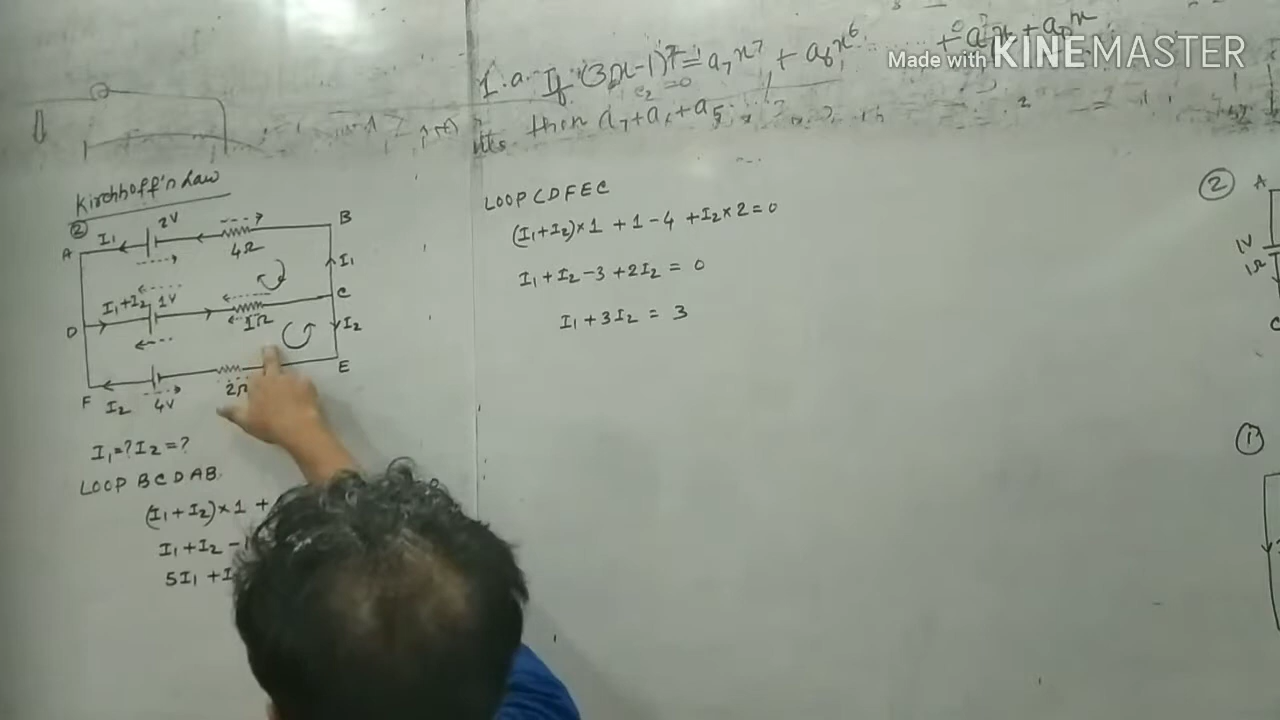 Made with KINEMASTER
I.a. If (3x-1)⁷ = a₇x⁷ + a₆x⁶
then a₇+a₆+a₅
Kirchhoff's Law
②
A I₁ 2V 4Ω B
I₁
D I₁+I₂ 1V 1Ω C
I₂
F I₂ 4V 2Ω E
I₁=? I₂=?
LOOP BCDAB
(I₁+I₂)×1 +
I₁+I₂ -1
5I₁ +I
LOOP CDFEC
(I₁+I₂)×1 +1-4 +I₂×2=0
I₁+I₂-3+2I₂ = 0
I₁+3I₂ = 3
② A
1V
1Ω
C
①